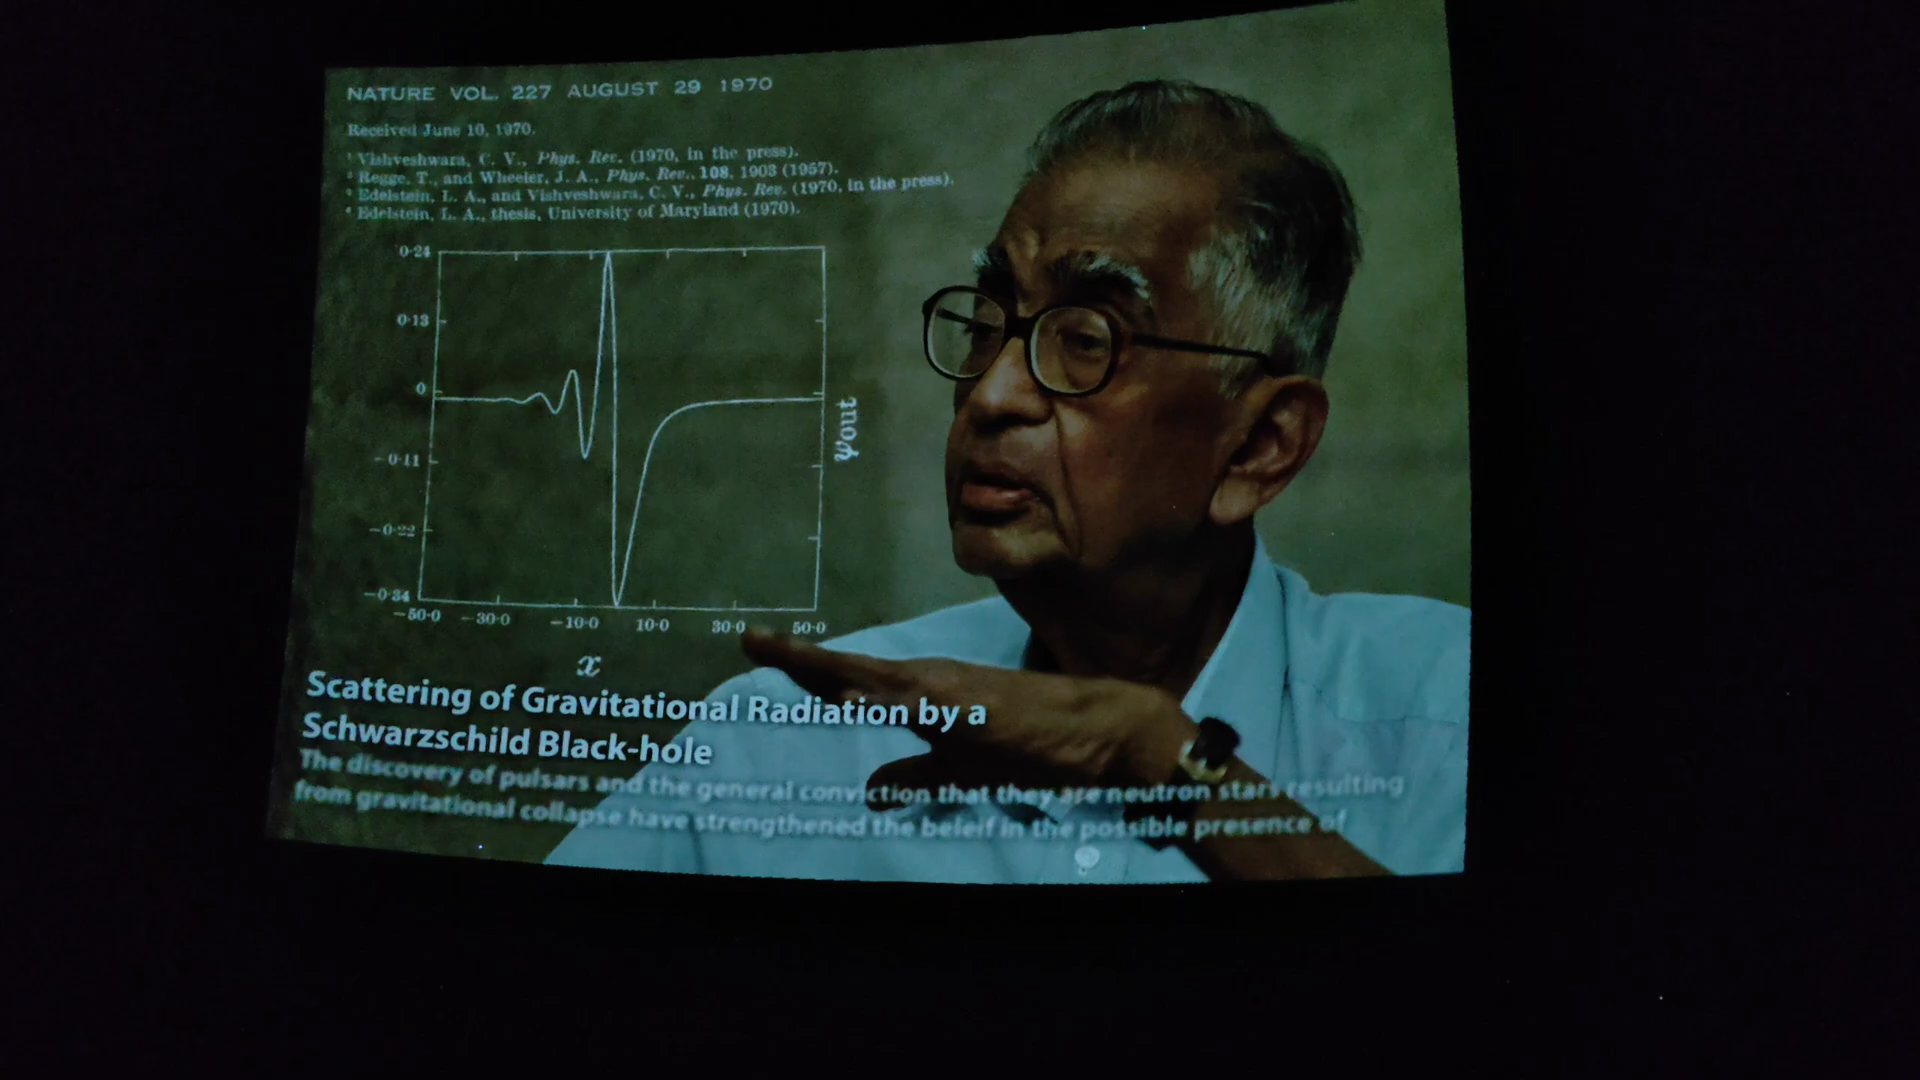 NATURE VOL. 227 AUGUST 29 1970
Received June 10, 1970.
¹ Vishveshwara, C. V., Phys. Rev. (1970, in the press).
² Regge, T., and Wheeler, J. A., Phys. Rev., 108, 1903 (1957).
³ Edelstein, L. A., and Vishveshwara, C. V., Phys. Rev. (1970, in the press).
⁴ Edelstein, L. A., thesis, University of Maryland (1970).
0·24
0·13
0
−0·11
−0·22
−0·34
−50·0 −30·0 −10·0 10·0 30·0 50·0
x
ψout
Scattering of Gravitational Radiation by a
Schwarzschild Black-hole
The discovery of pulsars and the general conviction that they are neutron stars resulting
from gravitational collapse have strengthened the beleif in the possible presence of